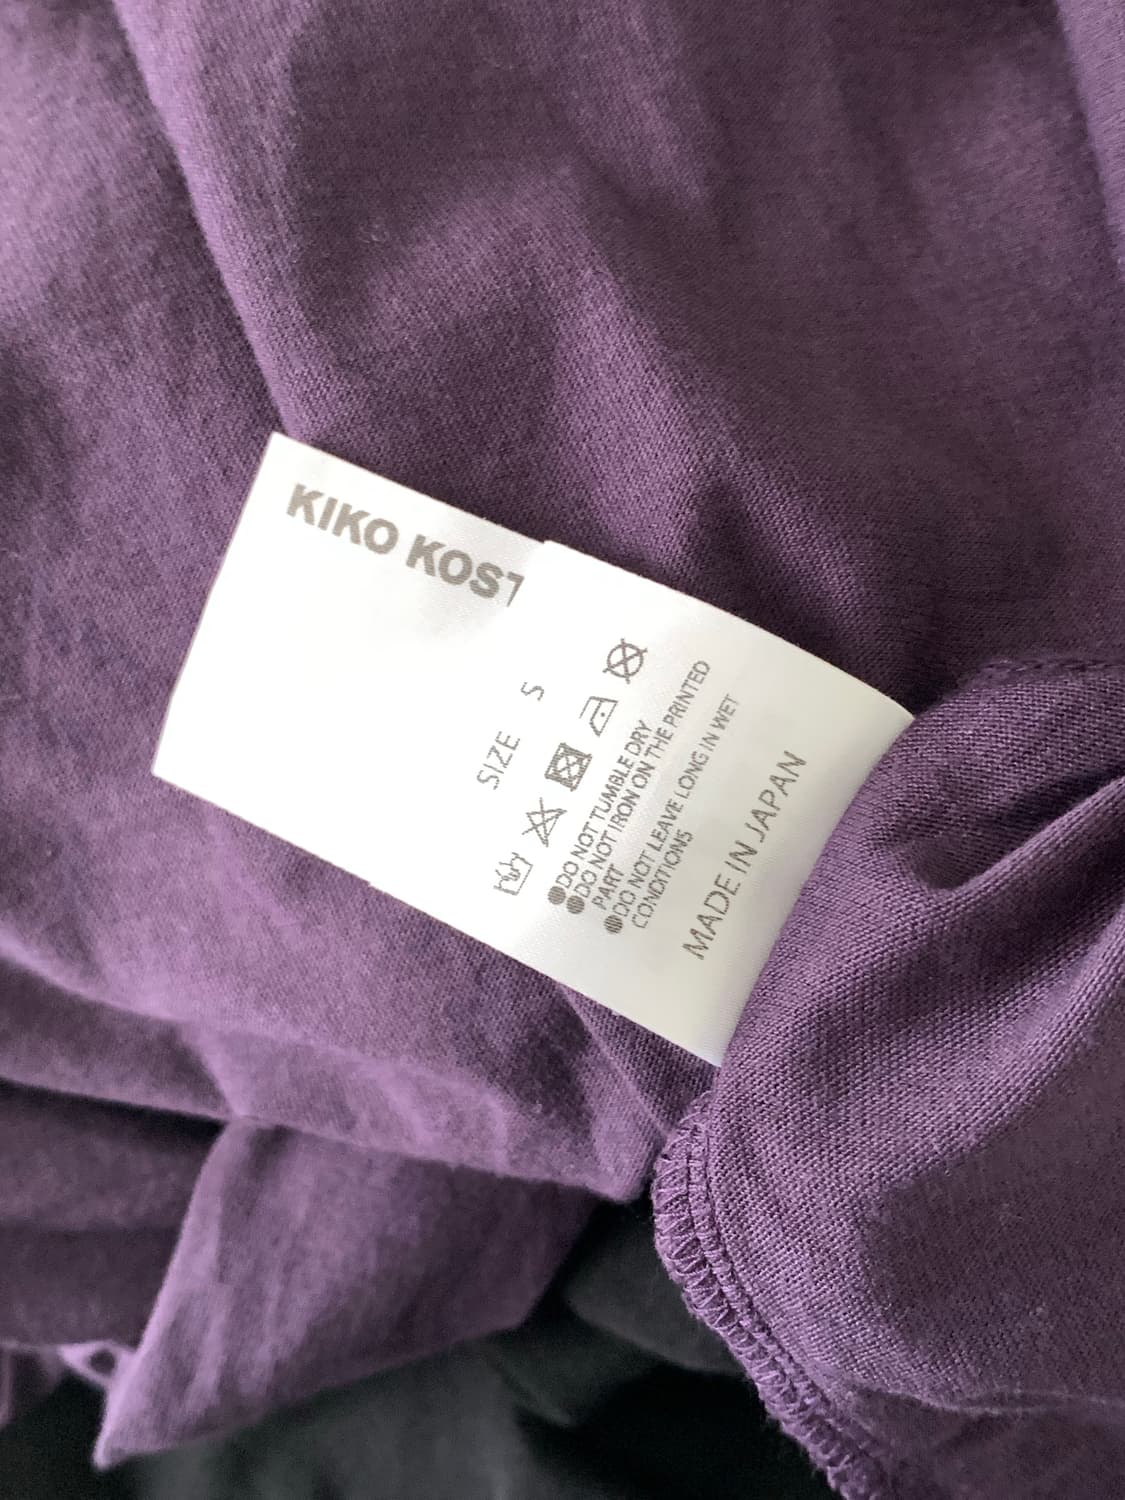 KIKO KOST
SIZE S
●DO NOT TUMBLE DRY
●DO NOT IRON ON THE PRINTED
PART
●DO NOT LEAVE LONG IN WET
CONDITIONS
MADE IN JAPAN